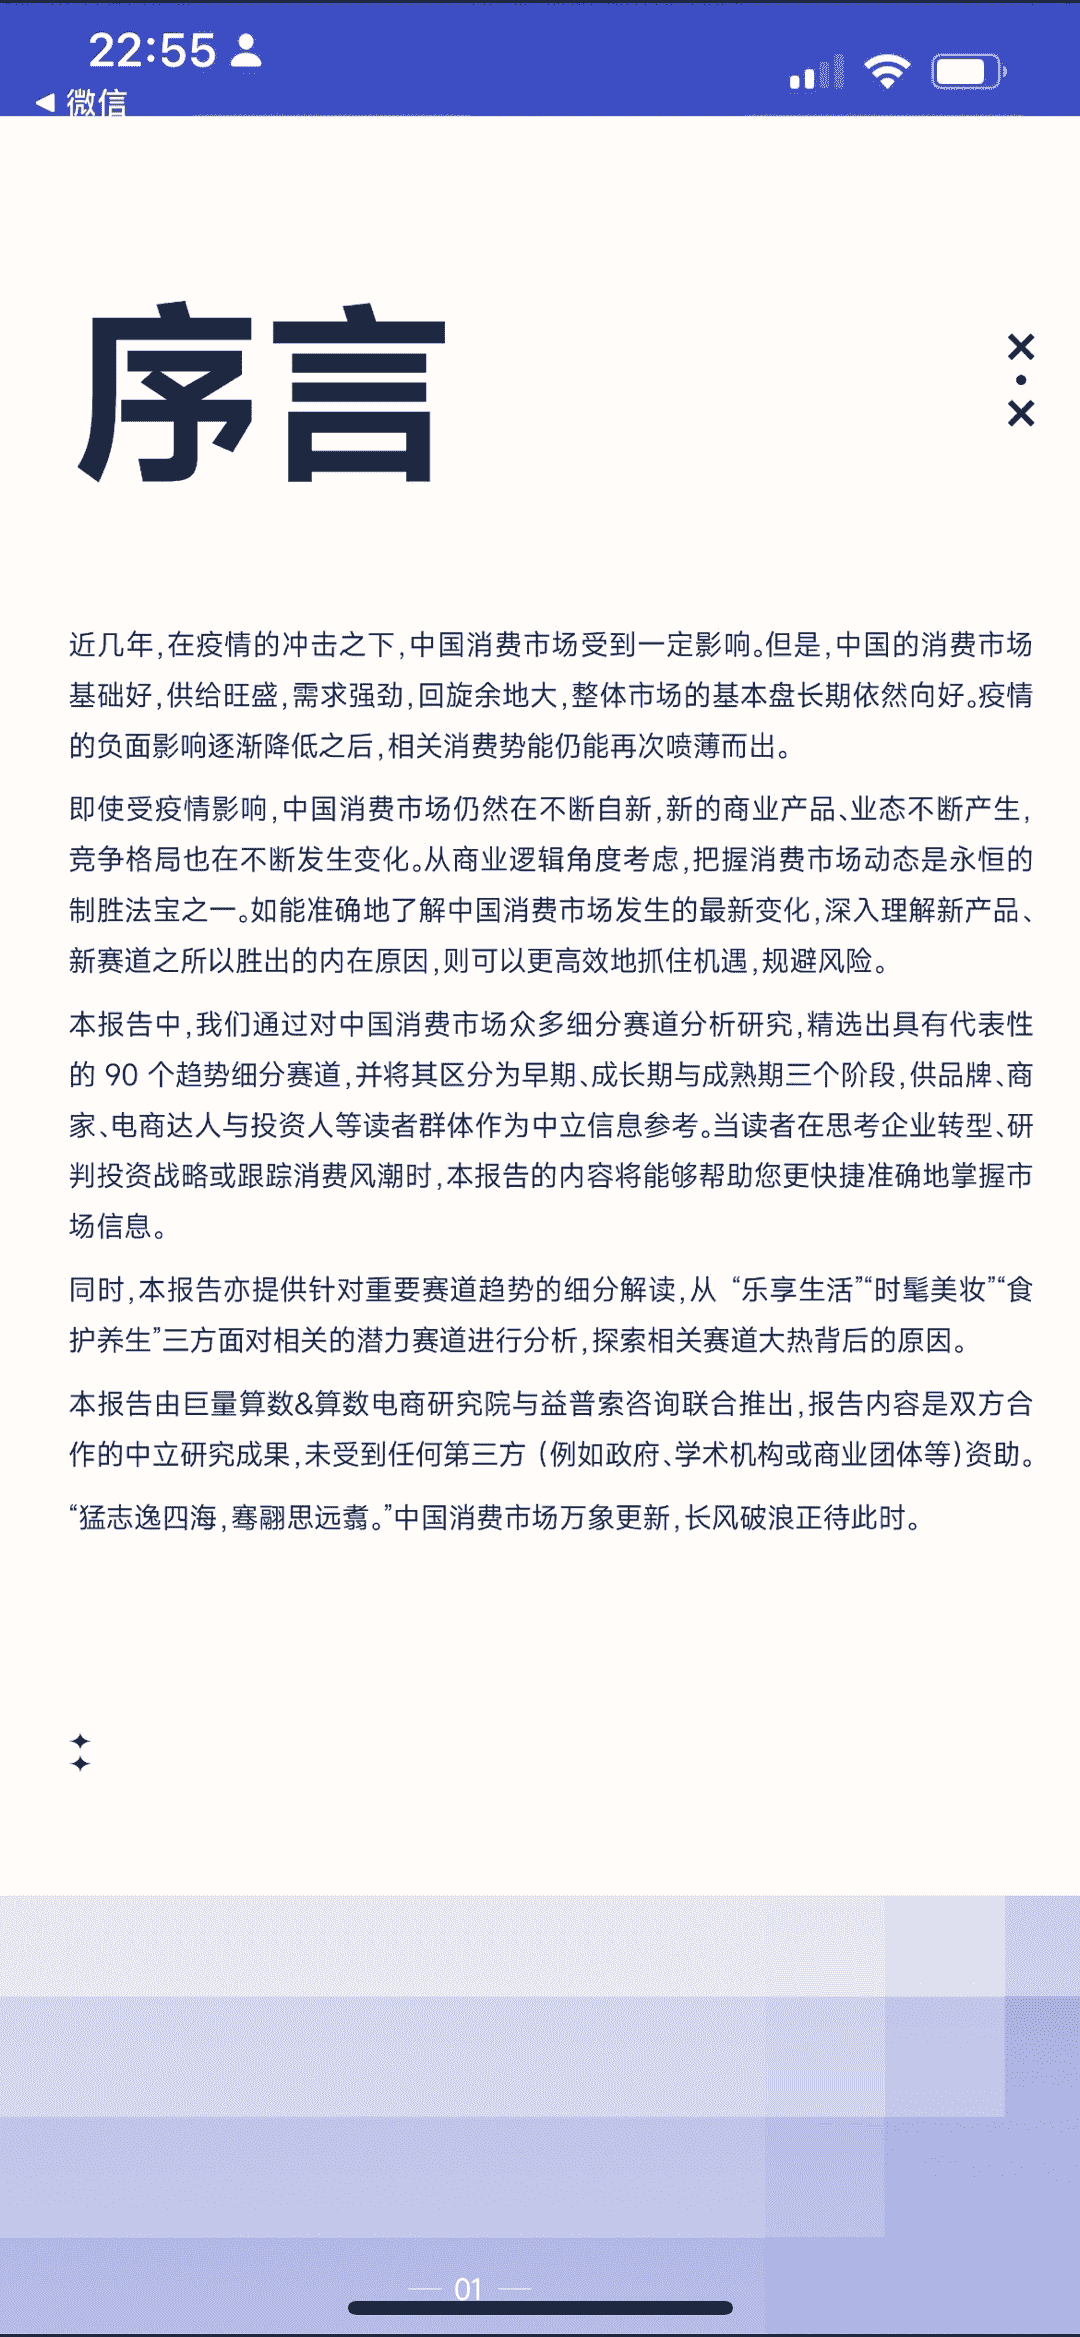 22:55
微信
序言
近几年,在疫情的冲击之下,中国消费市场受到一定影响。但是,中国的消费市场
基础好,供给旺盛,需求强劲,回旋余地大,整体市场的基本盘长期依然向好。疫情
的负面影响逐渐降低之后,相关消费势能仍能再次喷薄而出。
即使受疫情影响,中国消费市场仍然在不断自新,新的商业产品、业态不断产生,
竞争格局也在不断发生变化。从商业逻辑角度考虑,把握消费市场动态是永恒的
制胜法宝之一。如能准确地了解中国消费市场发生的最新变化,深入理解新产品、
新赛道之所以胜出的内在原因,则可以更高效地抓住机遇,规避风险。
本报告中,我们通过对中国消费市场众多细分赛道分析研究,精选出具有代表性
的 90 个趋势细分赛道,并将其区分为早期、成长期与成熟期三个阶段,供品牌、商
家、电商达人与投资人等读者群体作为中立信息参考。当读者在思考企业转型、研
判投资战略或跟踪消费风潮时,本报告的内容将能够帮助您更快捷准确地掌握市
场信息。
同时,本报告亦提供针对重要赛道趋势的细分解读,从 “乐享生活”“时髦美妆”“食
护养生”三方面对相关的潜力赛道进行分析,探索相关赛道大热背后的原因。
本报告由巨量算数&算数电商研究院与益普索咨询联合推出,报告内容是双方合
作的中立研究成果,未受到任何第三方 (例如政府、学术机构或商业团体等)资助。
“猛志逸四海,骞翮思远翥。”中国消费市场万象更新,长风破浪正待此时。
01